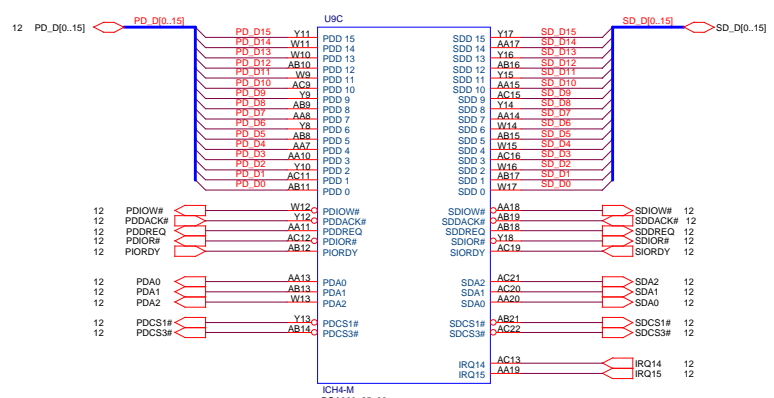 U9C
12 PD_D[0..15] PD_D[0..15] SD_D[0..15] SD_D[0..15] 12
PD_D15 Y11 PDD 15 SDD 15 Y17 SD_D15
PD_D14 W11 PDD 14 SDD 14 AA17 SD_D14
PD_D13 W10 PDD 13 SDD 13 Y16 SD_D13
PD_D12 AB10 PDD 12 SDD 12 AB16 SD_D12
PD_D11 W9 PDD 11 SDD 11 Y15 SD_D11
PD_D10 AC9 PDD 10 SDD 10 AA15 SD_D10
PD_D9 Y9 PDD 9 SDD 9 AC15 SD_D9
PD_D8 AB9 PDD 8 SDD 8 Y14 SD_D8
PD_D7 AA8 PDD 7 SDD 7 AA14 SD_D7
PD_D6 Y8 PDD 6 SDD 6 W14 SD_D6
PD_D5 AB8 PDD 5 SDD 5 AB15 SD_D5
PD_D4 AA7 PDD 4 SDD 4 W15 SD_D4
PD_D3 AA10 PDD 3 SDD 3 AC16 SD_D3
PD_D2 Y10 PDD 2 SDD 2 W16 SD_D2
PD_D1 AC11 PDD 1 SDD 1 AB17 SD_D1
PD_D0 AB11 PDD 0 SDD 0 W17 SD_D0
12 PDIOW# W12 PDIOW# SDIOW# AA18 SDIOW# 12
12 PDDACK# Y12 PDDACK# SDDACK# AB19 SDDACK# 12
12 PDDREQ AA11 PDDREQ SDDREQ AB18 SDDREQ 12
12 PDIOR# AC12 PDIOR# SDIOR# Y18 SDIOR# 12
12 PIORDY AB12 PIORDY SIORDY AC19 SIORDY 12
12 PDA0 AA13 PDA0 SDA2 AC21 SDA2 12
12 PDA1 AB13 PDA1 SDA1 AC20 SDA1 12
12 PDA2 W13 PDA2 SDA0 AA20 SDA0 12
12 PDCS1# Y13 PDCS1# SDCS1# AB21 SDCS1# 12
12 PDCS3# AB14 PDCS3# SDCS3# AC22 SDCS3# 12
IRQ14 AC13 IRQ14 12
IRQ15 AA19 IRQ15 12
ICH4-M